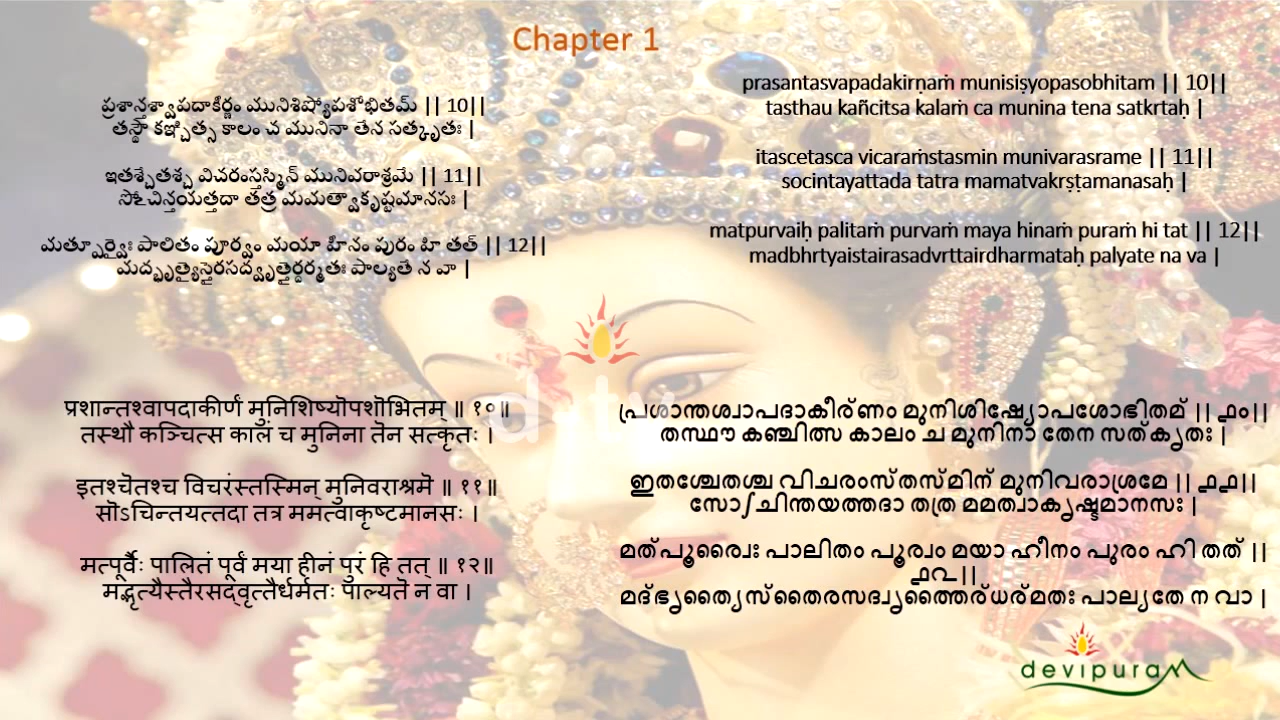 Chapter 1
ప్రశాన్తశ్వాపదాకీర్ణం మునిశిష్యోపశోభితమ్ || 10||
తస్థౌ కఞ్చిత్స కాలం చ మునినా తేన సత్కృతః |
ఇతశ్చేతశ్చ విచరంస్తస్మిన్ మునివరాశ్రమే || 11||
సోఽచిన్తయత్తదా తత్ర మమత్వాకృష్టమానసః |
మత్పూర్వైః పాలితం పూర్వం మయా హీనం పురం హి తత్ || 12||
మద్భృత్యైస్తైరసద్వృత్తైర్ధర్మతః పాల్యతే న వా |
prasantasvapadakirṇaṁ munisiṣyopasobhitam || 10||
tasthau kañcitsa kalaṁ ca munina tena satkrtaḥ |
itascetasca vicaraṁstasmin munivarasrame || 11||
socintayattada tatra mamatvakrṣṭamanasaḥ |
matpurvaiḥ palitaṁ purvaṁ maya hinaṁ puraṁ hi tat || 12||
madbhrtyaistairasadvrttairdharmataḥ palyate na va |
प्रशान्तश्वापदाकीर्णं मुनिशिष्यॊपशॊभितम् ॥ १०॥
तस्थौ कञ्चित्स कालं च मुनिना तॆन सत्कृतः ।
इतश्चॆतश्च विचरंस्तस्मिन् मुनिवराश्रमॆ ॥ ११॥
सॊऽचिन्तयत्तदा तत्र ममत्वाकृष्टमानसः ।
मत्पूर्वैः पालितं पूर्वं मया हीनं पुरं हि तत् ॥ १२॥
मद्भृत्यैस्तैरसद्वृत्तैर्धर्मतः पाल्यतॆ न वा ।
പ്രശാന്തശ്വാപദാകീര്ണം മുനിശിഷ്യോപശോഭിതമ് || ൧൦||
തസ്ഥൗ കഞ്ചിത്സ കാലം ച മുനിനാ തേന സത്കൃതഃ |
ഇതശ്ചേതശ്ച വിചരംസ്തസ്മിന് മുനിവരാശ്രമേ || ൧൧||
സോഽചിന്തയത്തദാ തത്ര മമത്വാകൃഷ്ടമാനസഃ |
മത്പൂര്വൈഃ പാലിതം പൂര്വം മയാ ഹീനം പുരം ഹി തത് ||
൧൨||
മദ്ഭൃത്യൈസ്തൈരസദ്വൃത്തൈര്ധര്മതഃ പാല്യതേ ന വാ |
devipuram